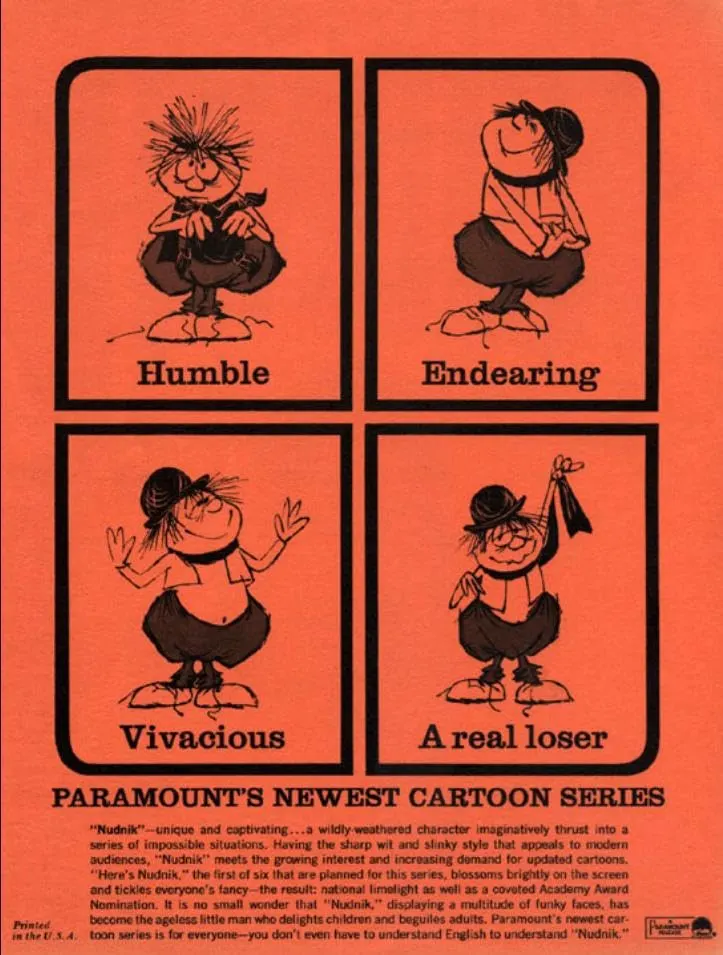 Humble
Endearing
Vivacious
A real loser
PARAMOUNT'S NEWEST CARTOON SERIES
"Nudnik"—unique and captivating...a wildly-weathered character imaginatively thrust into a
series of impossible situations. Having the sharp wit and slinky style that appeals to modern
audiences, "Nudnik" meets the growing interest and increasing demand for updated cartoons.
"Here's Nudnik," the first of six that are planned for this series, blossoms brightly on the screen
and tickles everyone's fancy—the result: national limelight as well as a coveted Academy Award
Nomination. It is no small wonder that "Nudnik," displaying a multitude of funky faces, has
become the ageless little man who delights children and beguiles adults. Paramount's newest car-
toon series is for everyone—you don't even have to understand English to understand "Nudnik."
Printed
in the U.S.A.
A
PARAMOUNT
RELEASE